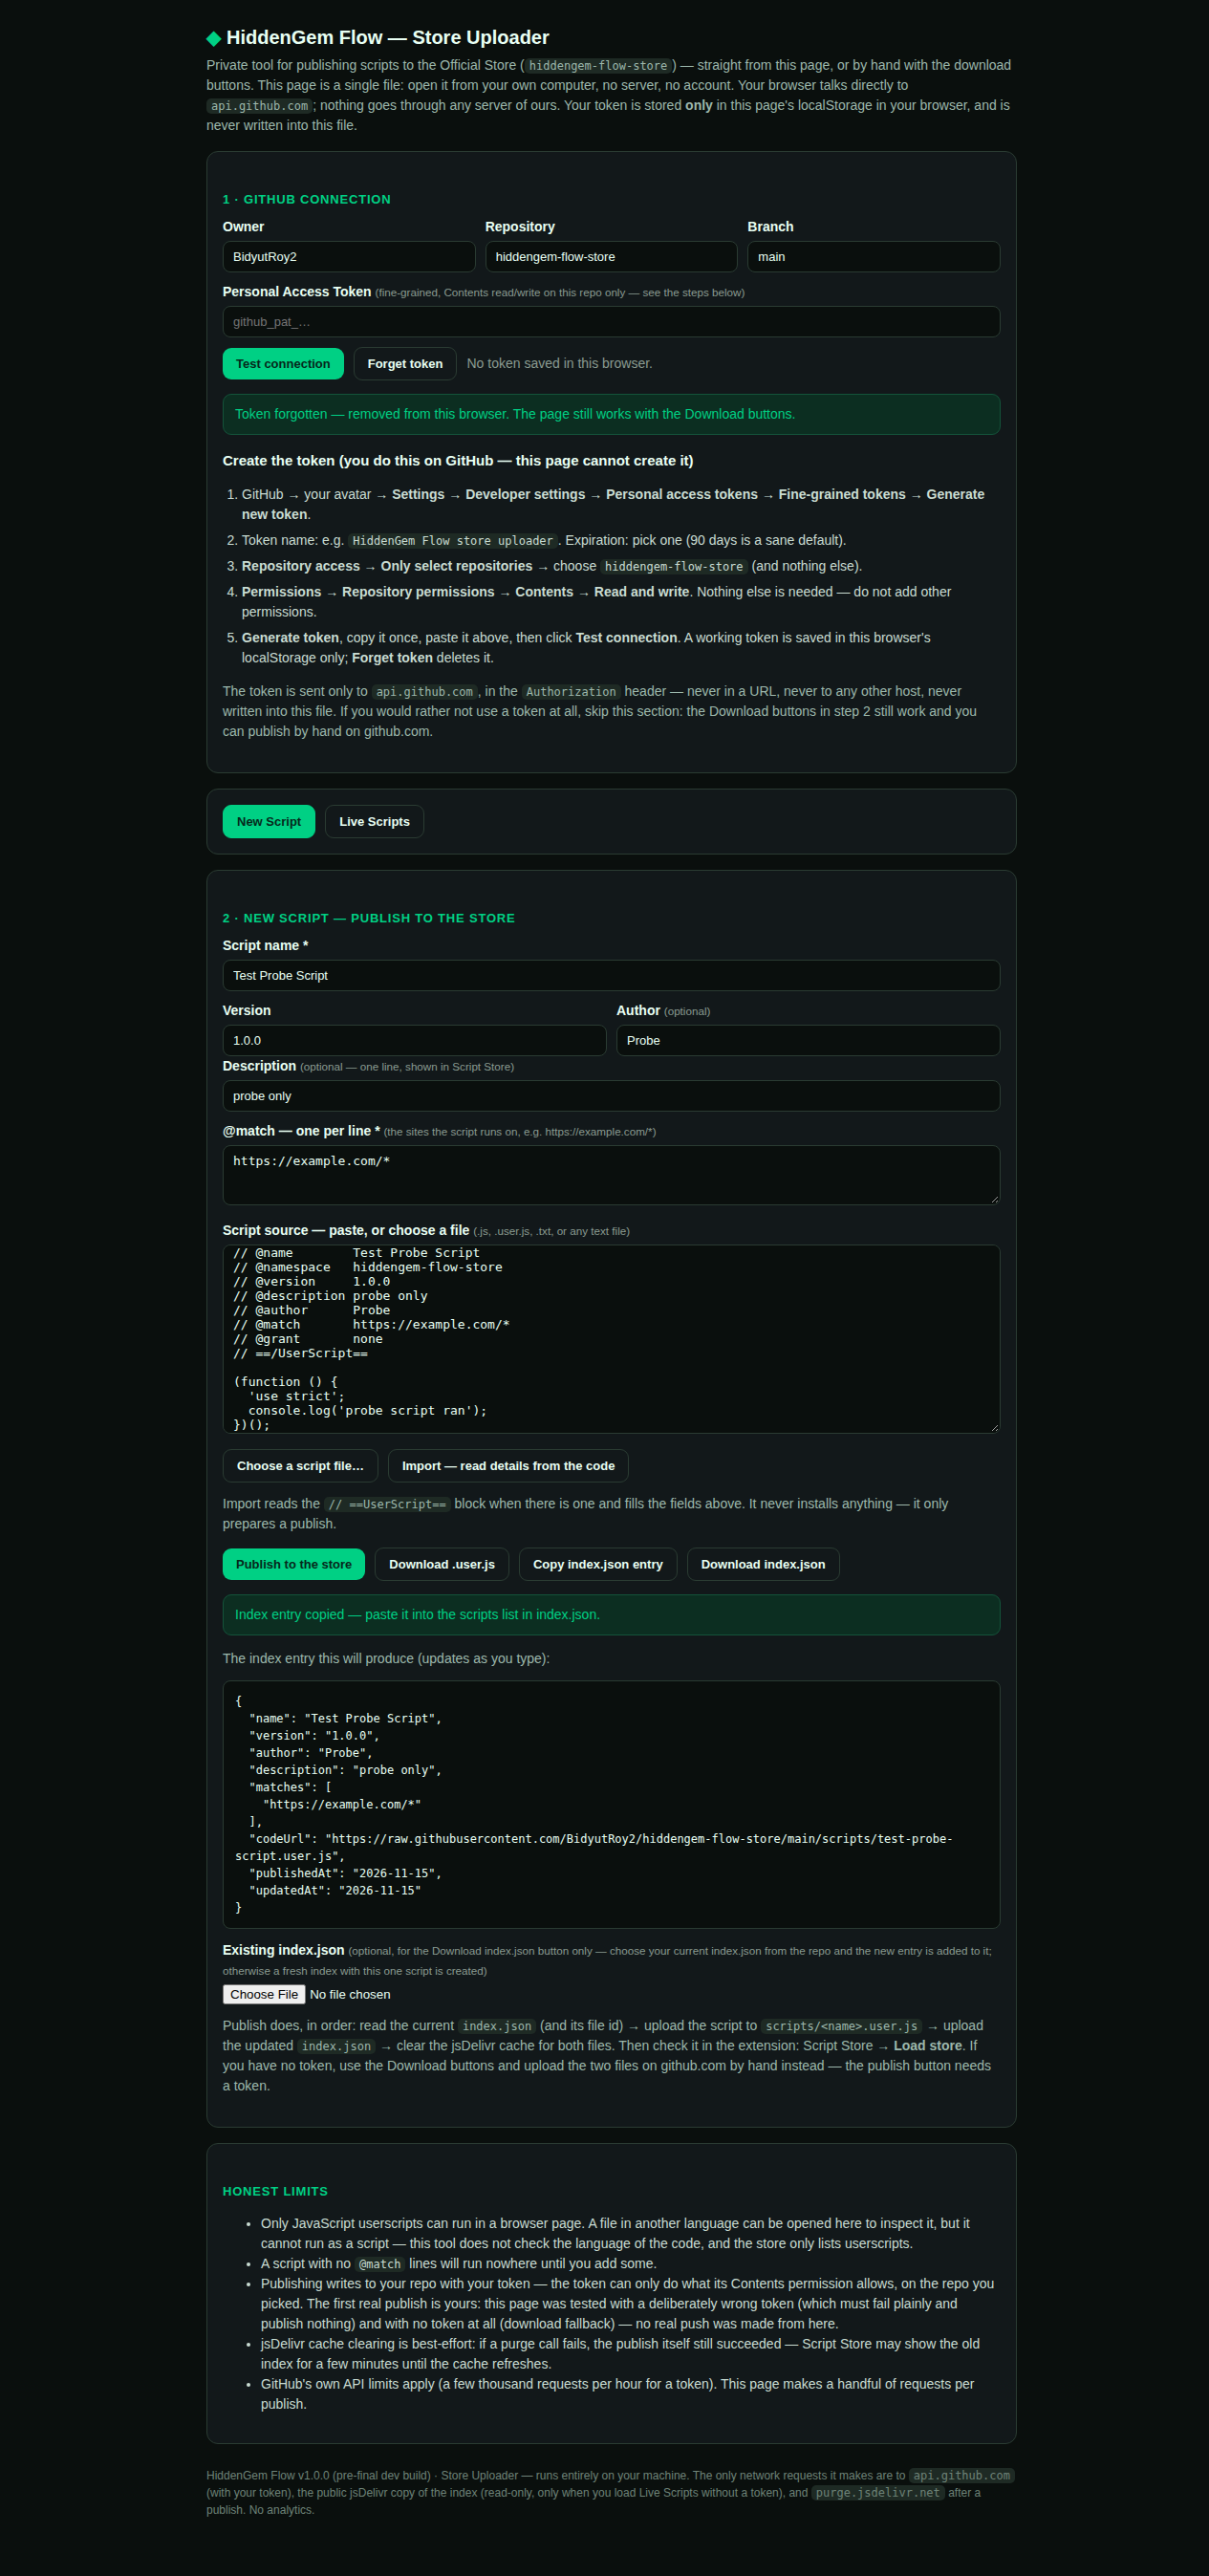 ◆ HiddenGem Flow — Store Uploader
Private tool for publishing scripts to the Official Store (hiddengem-flow-store) — straight from this page, or by hand with the download
buttons. This page is a single file: open it from your own computer, no server, no account. Your browser talks directly to
api.github.com; nothing goes through any server of ours. Your token is stored only in this page's localStorage in your browser, and is
never written into this file.
1 · GITHUB CONNECTION
Owner Repository Branch
BidyutRoy2 hiddengem-flow-store main
Personal Access Token (fine-grained, Contents read/write on this repo only — see the steps below)
github_pat_…
Test connection Forget token No token saved in this browser.
Token forgotten — removed from this browser. The page still works with the Download buttons.
Create the token (you do this on GitHub — this page cannot create it)
1. GitHub → your avatar → Settings → Developer settings → Personal access tokens → Fine-grained tokens → Generate
new token.
2. Token name: e.g. HiddenGem Flow store uploader. Expiration: pick one (90 days is a sane default).
3. Repository access → Only select repositories → choose hiddengem-flow-store (and nothing else).
4. Permissions → Repository permissions → Contents → Read and write. Nothing else is needed — do not add other
permissions.
5. Generate token, copy it once, paste it above, then click Test connection. A working token is saved in this browser's
localStorage only; Forget token deletes it.
The token is sent only to api.github.com, in the Authorization header — never in a URL, never to any other host, never
written into this file. If you would rather not use a token at all, skip this section: the Download buttons in step 2 still work and you
can publish by hand on github.com.
New Script Live Scripts
2 · NEW SCRIPT — PUBLISH TO THE STORE
Script name *
Test Probe Script
Version Author (optional)
1.0.0 Probe
Description (optional — one line, shown in Script Store)
probe only
@match — one per line * (the sites the script runs on, e.g. https://example.com/*)
https://example.com/*
Script source — paste, or choose a file (.js, .user.js, .txt, or any text file)
// @name        Test Probe Script
// @namespace   hiddengem-flow-store
// @version     1.0.0
// @description probe only
// @author      Probe
// @match       https://example.com/*
// @grant       none
// ==/UserScript==
(function () {
  'use strict';
  console.log('probe script ran');
})();
Choose a script file… Import — read details from the code
Import reads the // ==UserScript== block when there is one and fills the fields above. It never installs anything — it only
prepares a publish.
Publish to the store Download .user.js Copy index.json entry Download index.json
Index entry copied — paste it into the scripts list in index.json.
The index entry this will produce (updates as you type):
{
  "name": "Test Probe Script",
  "version": "1.0.0",
  "author": "Probe",
  "description": "probe only",
  "matches": [
    "https://example.com/*"
  ],
  "codeUrl": "https://raw.githubusercontent.com/BidyutRoy2/hiddengem-flow-store/main/scripts/test-probe-
script.user.js",
  "publishedAt": "2026-11-15",
  "updatedAt": "2026-11-15"
}
Existing index.json (optional, for the Download index.json button only — choose your current index.json from the repo and the new entry is added to it;
otherwise a fresh index with this one script is created)
Choose File No file chosen
Publish does, in order: read the current index.json (and its file id) → upload the script to scripts/<name>.user.js → upload
the updated index.json → clear the jsDelivr cache for both files. Then check it in the extension: Script Store → Load store. If
you have no token, use the Download buttons and upload the two files on github.com by hand instead — the publish button needs
a token.
HONEST LIMITS
• Only JavaScript userscripts can run in a browser page. A file in another language can be opened here to inspect it, but it
cannot run as a script — this tool does not check the language of the code, and the store only lists userscripts.
• A script with no @match lines will run nowhere until you add some.
• Publishing writes to your repo with your token — the token can only do what its Contents permission allows, on the repo you
picked. The first real publish is yours: this page was tested with a deliberately wrong token (which must fail plainly and
publish nothing) and with no token at all (download fallback) — no real push was made from here.
• jsDelivr cache clearing is best-effort: if a purge call fails, the publish itself still succeeded — Script Store may show the old
index for a few minutes until the cache refreshes.
• GitHub's own API limits apply (a few thousand requests per hour for a token). This page makes a handful of requests per
publish.
HiddenGem Flow v1.0.0 (pre-final dev build) · Store Uploader — runs entirely on your machine. The only network requests it makes are to api.github.com
(with your token), the public jsDelivr copy of the index (read-only, only when you load Live Scripts without a token), and purge.jsdelivr.net after a
publish. No analytics.